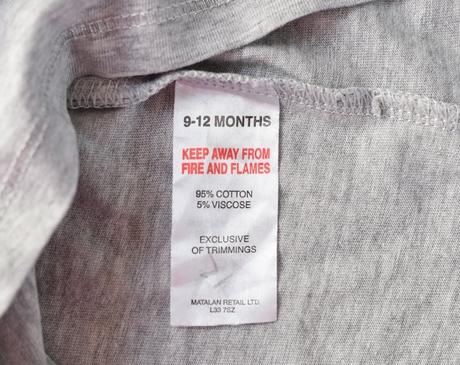 9-12 MONTHS
KEEP AWAY FROM
FIRE AND FLAMES
95% COTTON
5% VISCOSE
EXCLUSIVE
OF TRIMMINGS
MATALAN RETAIL LTD.
L33 7SZ